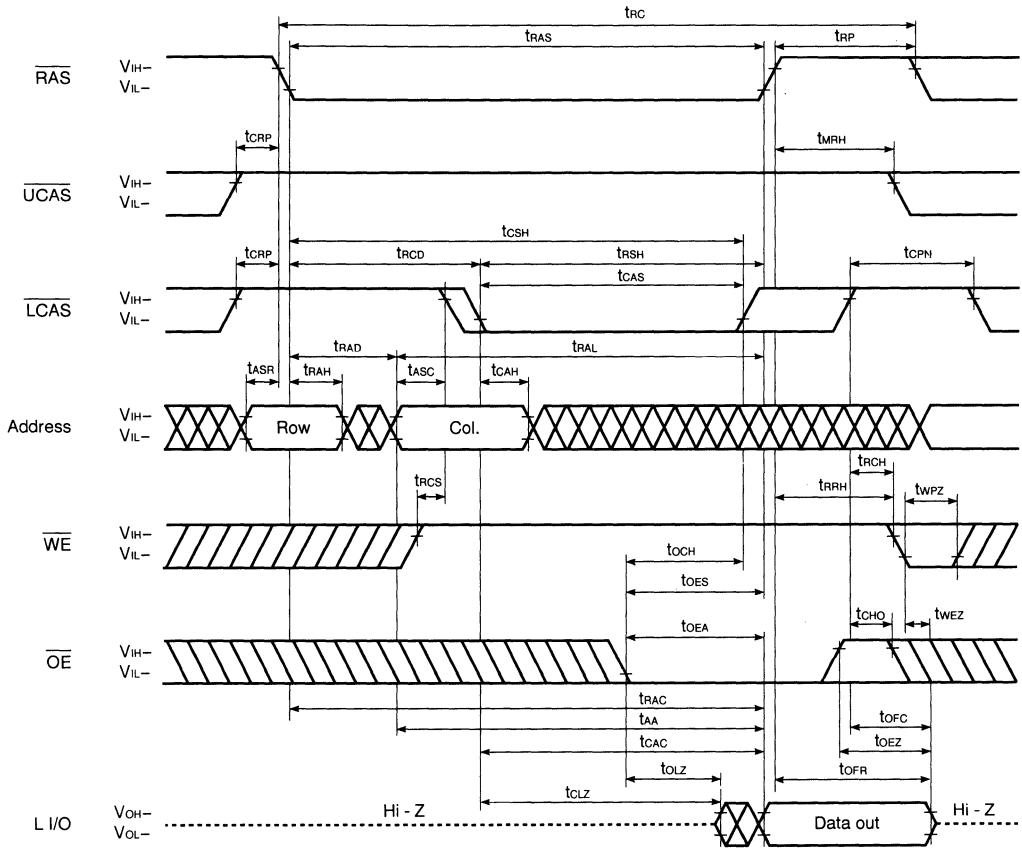 tRC
tRAS
tRP
RAS
VIH–
VIL–
tCRP
tMRH
UCAS
VIH–
VIL–
tCSH
tCRP
tRCD
tRSH
tCPN
tCAS
LCAS
VIH–
VIL–
tRAD
tRAL
tASR
tRAH
tASC
tCAH
Address
VIH–
VIL–
Row
Col.
tRCH
tRCS
tRRH
tWPZ
WE
VIH–
VIL–
tOCH
tOES
tCHO
tWEZ
tOEA
OE
VIH–
VIL–
tRAC
tAA
tOFC
tCAC
tOEZ
tOLZ
tOFR
tCLZ
L I/O
VOH–
VOL–
Hi - Z
Data out
Hi - Z